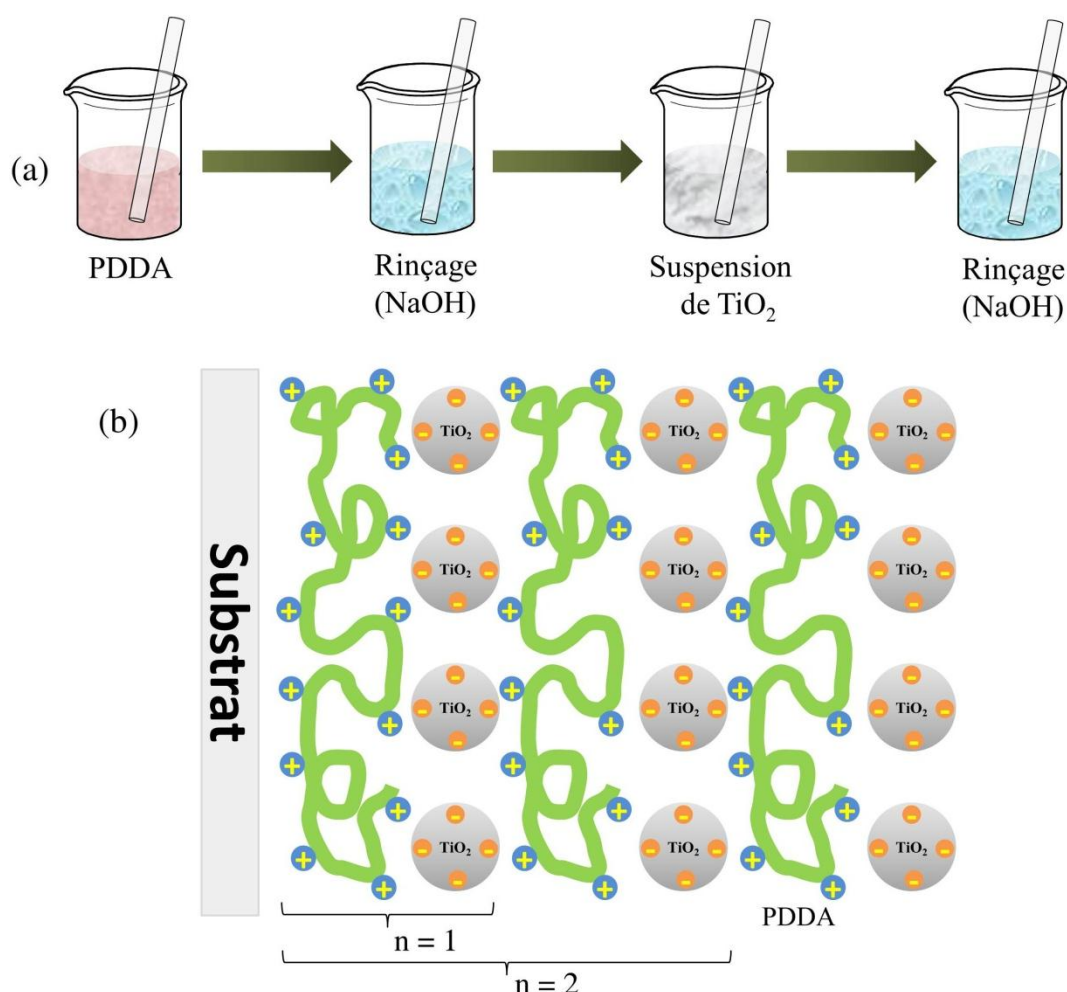 (a)
PDDA
Rinçage
(NaOH)
Suspension
de TiO₂
Rinçage
(NaOH)
(b)
Substrat
+ + + + + +
TiO₂ TiO₂ TiO₂
+ + +
+ + + + + +
TiO₂ TiO₂ TiO₂
+ + + + + +
+ + +
TiO₂ TiO₂ TiO₂
+ + +
+ + +
+ + +
TiO₂ TiO₂ TiO₂
+ + +
+ + +
PDDA
n = 1
n = 2